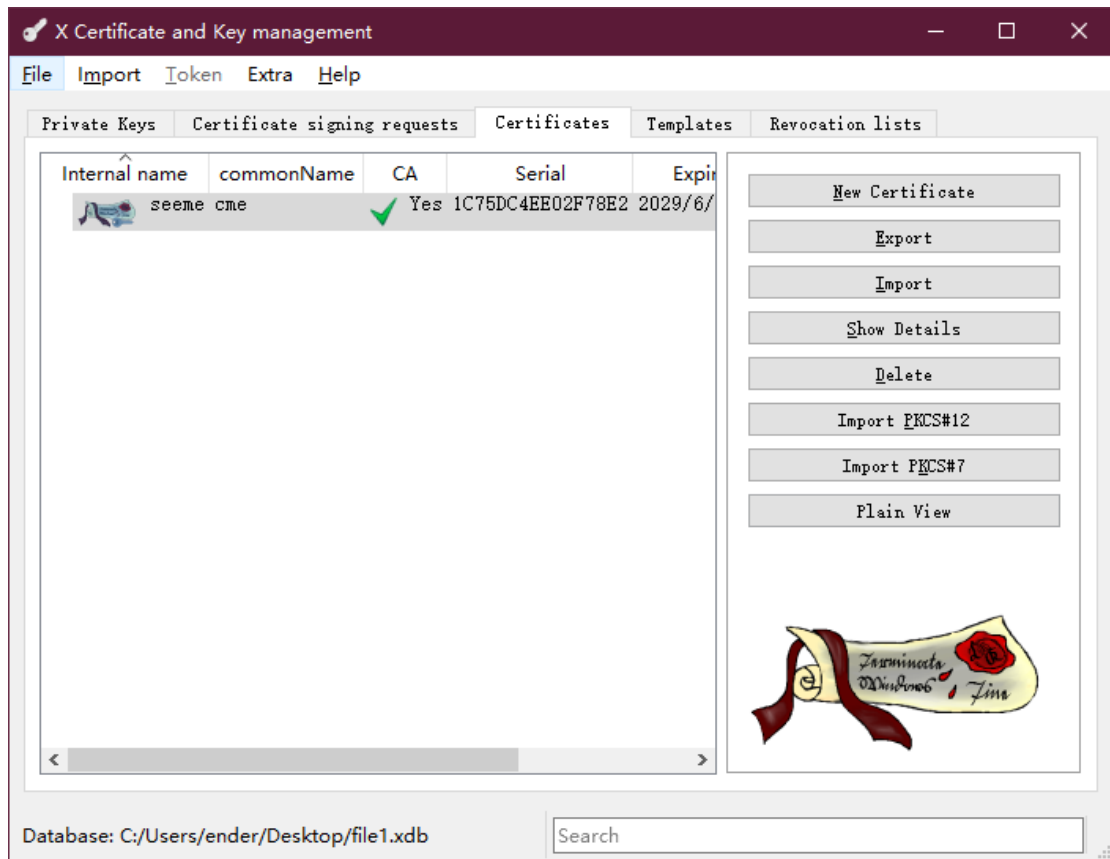 X Certificate and Key management
File Import Token Extra Help
Private Keys Certificate signing requests Certificates Templates Revocation lists
Internal name commonName CA Serial Expir
seeme cme Yes 1C75DC4EE02F78E2 2029/6/
New Certificate
Export
Import
Show Details
Delete
Import PKCS#12
Import PKCS#7
Plain View
Database: C:/Users/ender/Desktop/file1.xdb
Search